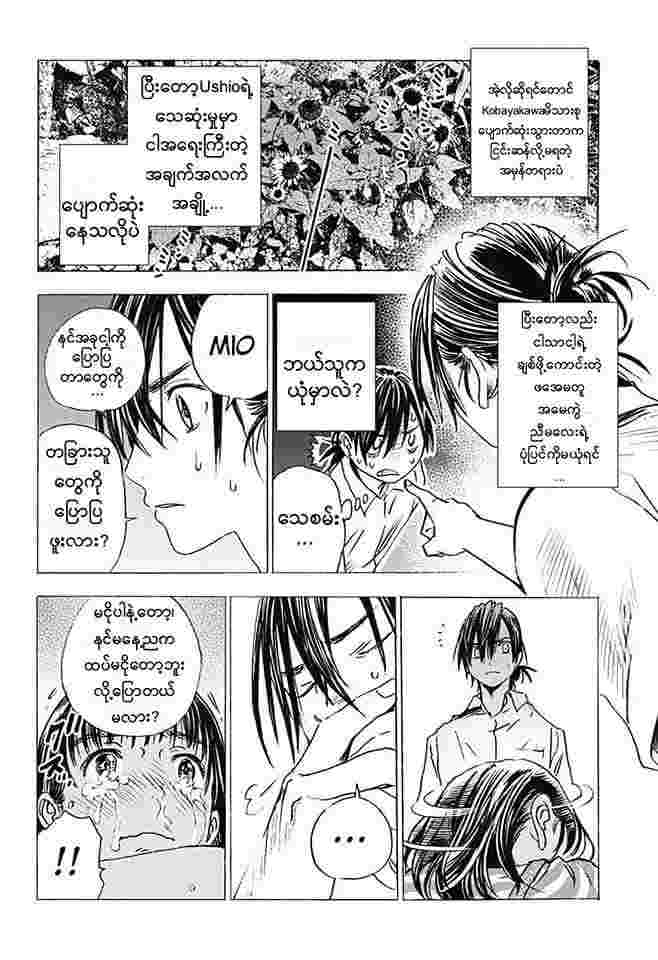 အဲ့လိုဆိုရင်တောင်
Kobayakawaမိသားစု
ပျောက်ဆုံးသွားတာက
ငြင်းဆန်လို့မရတဲ့
အမှန်တရားပဲ
ပြီးတော့Ushioရဲ့
သေဆုံးမှုမှာ
ငါအရေးကြီးတဲ့
အချက်အလက်
အချို့...
ပျောက်ဆုံး
နေသလိုပဲ
ပြီးတော့လည်း
ငါသာငါ့ရဲ့
ချစ်ဖို့ကောင်းတဲ့
ဖအေမတူ
အမေကွဲ
ညီမလေးရဲ့
ပုံပြင်ကိုမယုံရင်
...
ဘယ်သူက
ယုံမှာလဲ?
သေစမ်း
...
MIO
နင်အခုငါ့ကို
ပြောပြ
တာတွေကို
...
တခြားသူ
တွေကို
ပြောပြ
ဖူးလား?
မငိုပါနဲ့တော့၊
နင်မနေ့ညက
ထပ်မငိုတော့ဘူး
လို့ပြောတယ်
မလား?
!!
...